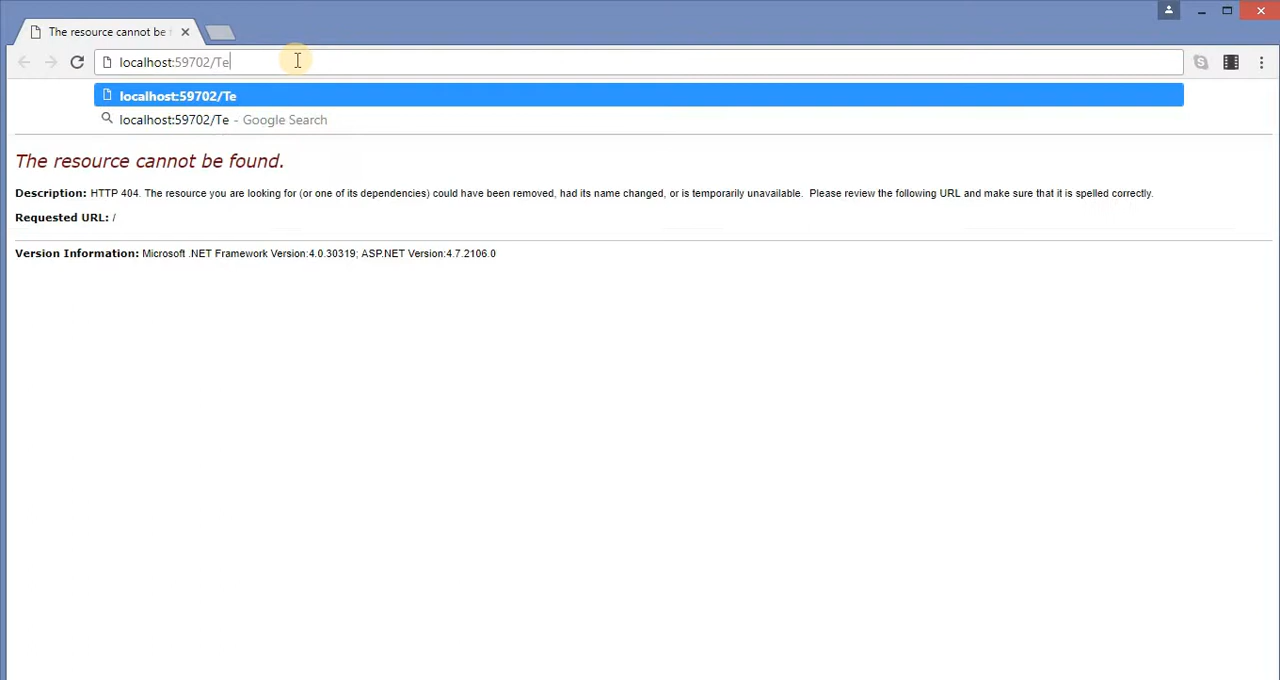 The resource cannot be
localhost:59702/Te
localhost:59702/Te
localhost:59702/Te - Google Search
The resource cannot be found.
Description: HTTP 404. The resource you are looking for (or one of its dependencies) could have been removed, had its name changed, or is temporarily unavailable. Please review the following URL and make sure that it is spelled correctly.
Requested URL: /
Version Information: Microsoft .NET Framework Version:4.0.30319; ASP.NET Version:4.7.2106.0